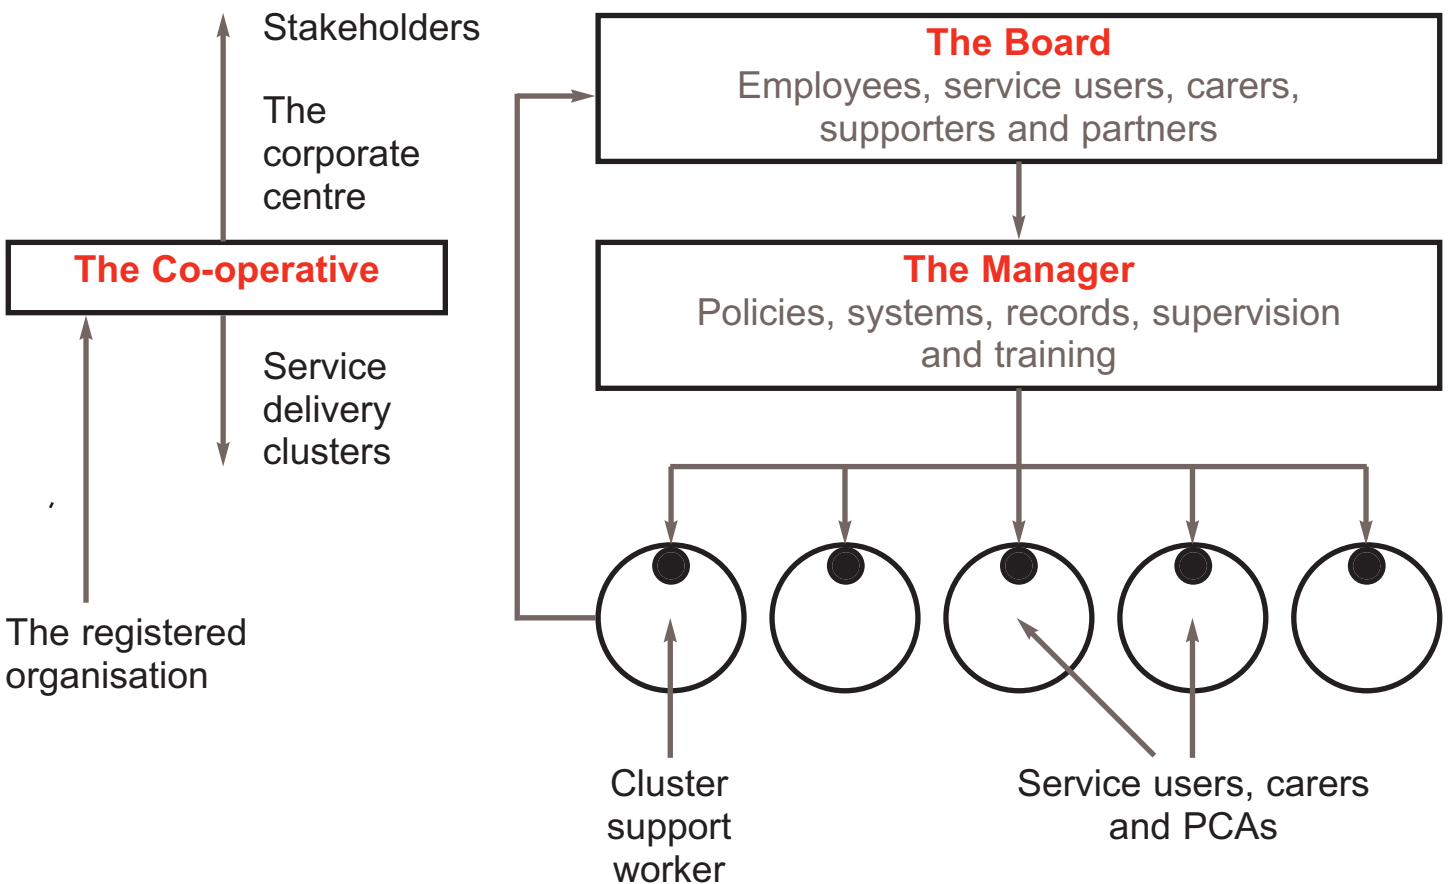 Stakeholders
The
corporate
centre
The Co-operative
Service
delivery
clusters
The registered
organisation
The Board
Employees, service users, carers,
supporters and partners
The Manager
Policies, systems, records, supervision
and training
Cluster
support
worker
Service users, carers
and PCAs